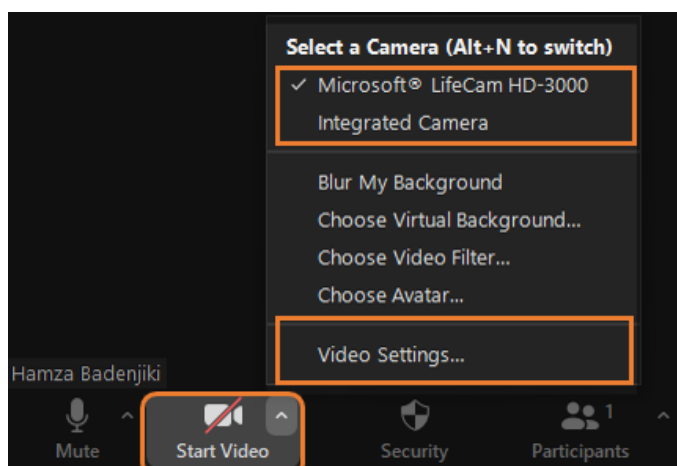 Select a Camera (Alt+N to switch)
✓ Microsoft® LifeCam HD-3000
Integrated Camera
Blur My Background
Choose Virtual Background...
Choose Video Filter...
Choose Avatar...
Video Settings...
Hamza Badenjiki
1
Mute
Start Video
Security
Participants